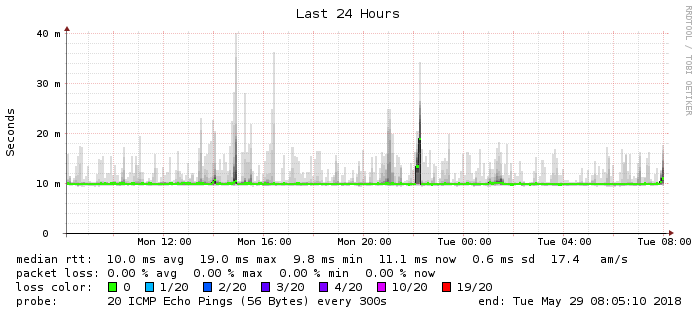 Last 24 Hours
RRDTOOL / TOBI OETIKER
Seconds
40 m
30 m
20 m
10 m
0
Mon 12:00 Mon 16:00 Mon 20:00 Tue 00:00 Tue 04:00 Tue 08:00
median rtt: 10.0 ms avg 19.0 ms max 9.8 ms min 11.1 ms now 0.6 ms sd 17.4 am/s
packet loss: 0.00 % avg 0.00 % max 0.00 % min 0.00 % now
loss color: 0 1/20 2/20 3/20 4/20 10/20 19/20
probe: 20 ICMP Echo Pings (56 Bytes) every 300s end: Tue May 29 08:05:10 2018